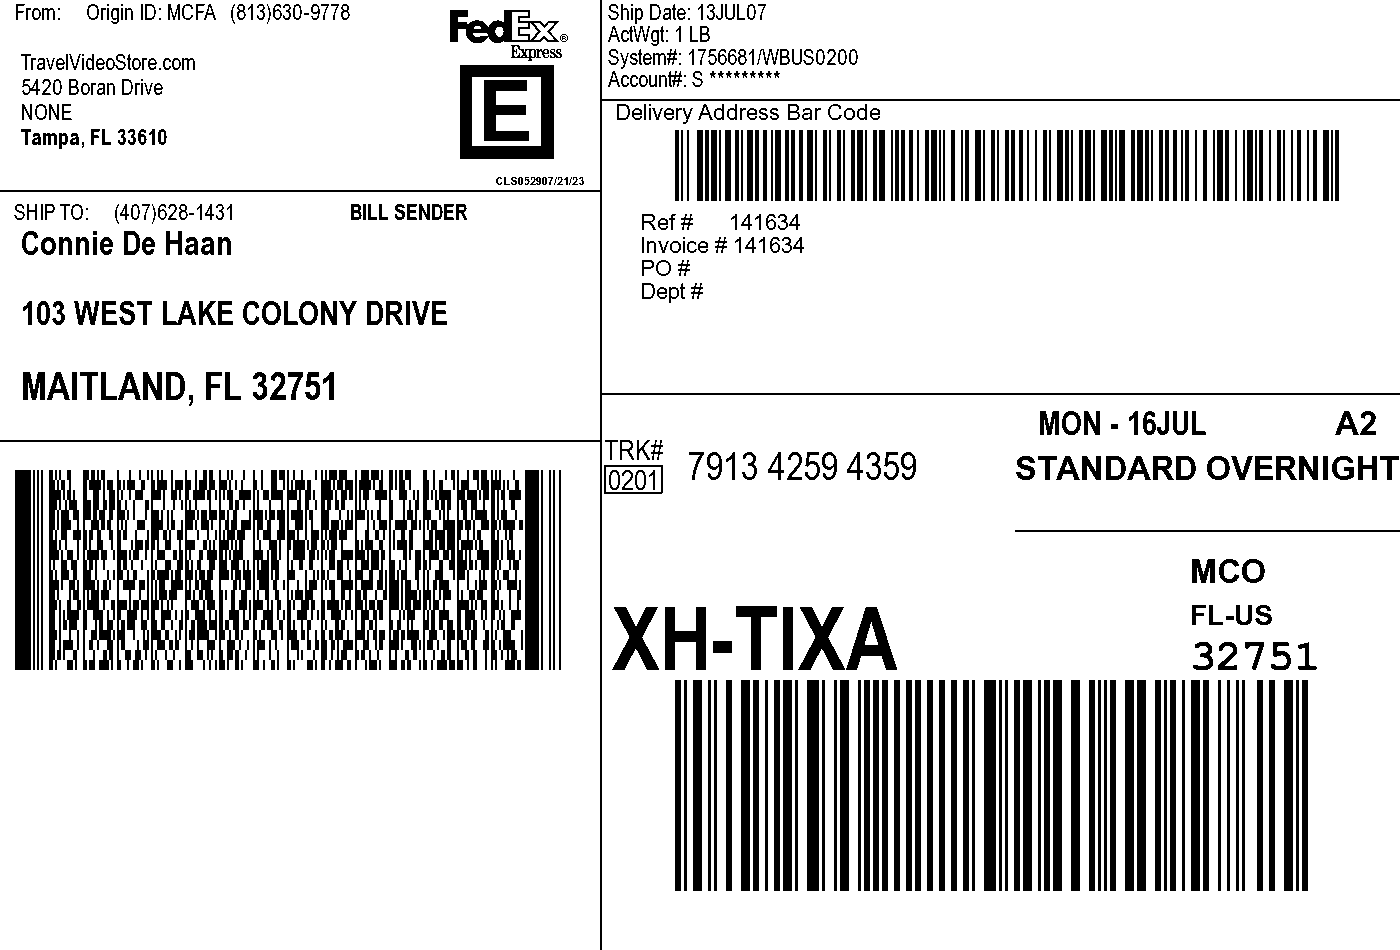 From: Origin ID: MCFA (813)630-9778
TravelVideoStore.com
5420 Boran Drive
NONE
Tampa, FL 33610
FedEx®
Express
E
CLS052907/21/23
SHIP TO: (407)628-1431 BILL SENDER
Connie De Haan
103 WEST LAKE COLONY DRIVE
MAITLAND, FL 32751
Ship Date: 13JUL07
ActWgt: 1 LB
System#: 1756681/WBUS0200
Account#: S *********
Delivery Address Bar Code
Ref # 141634
Invoice # 141634
PO #
Dept #
MON - 16JUL A2
STANDARD OVERNIGHT
TRK#
0201
7913 4259 4359
MCO
FL-US
32751
XH-TIXA